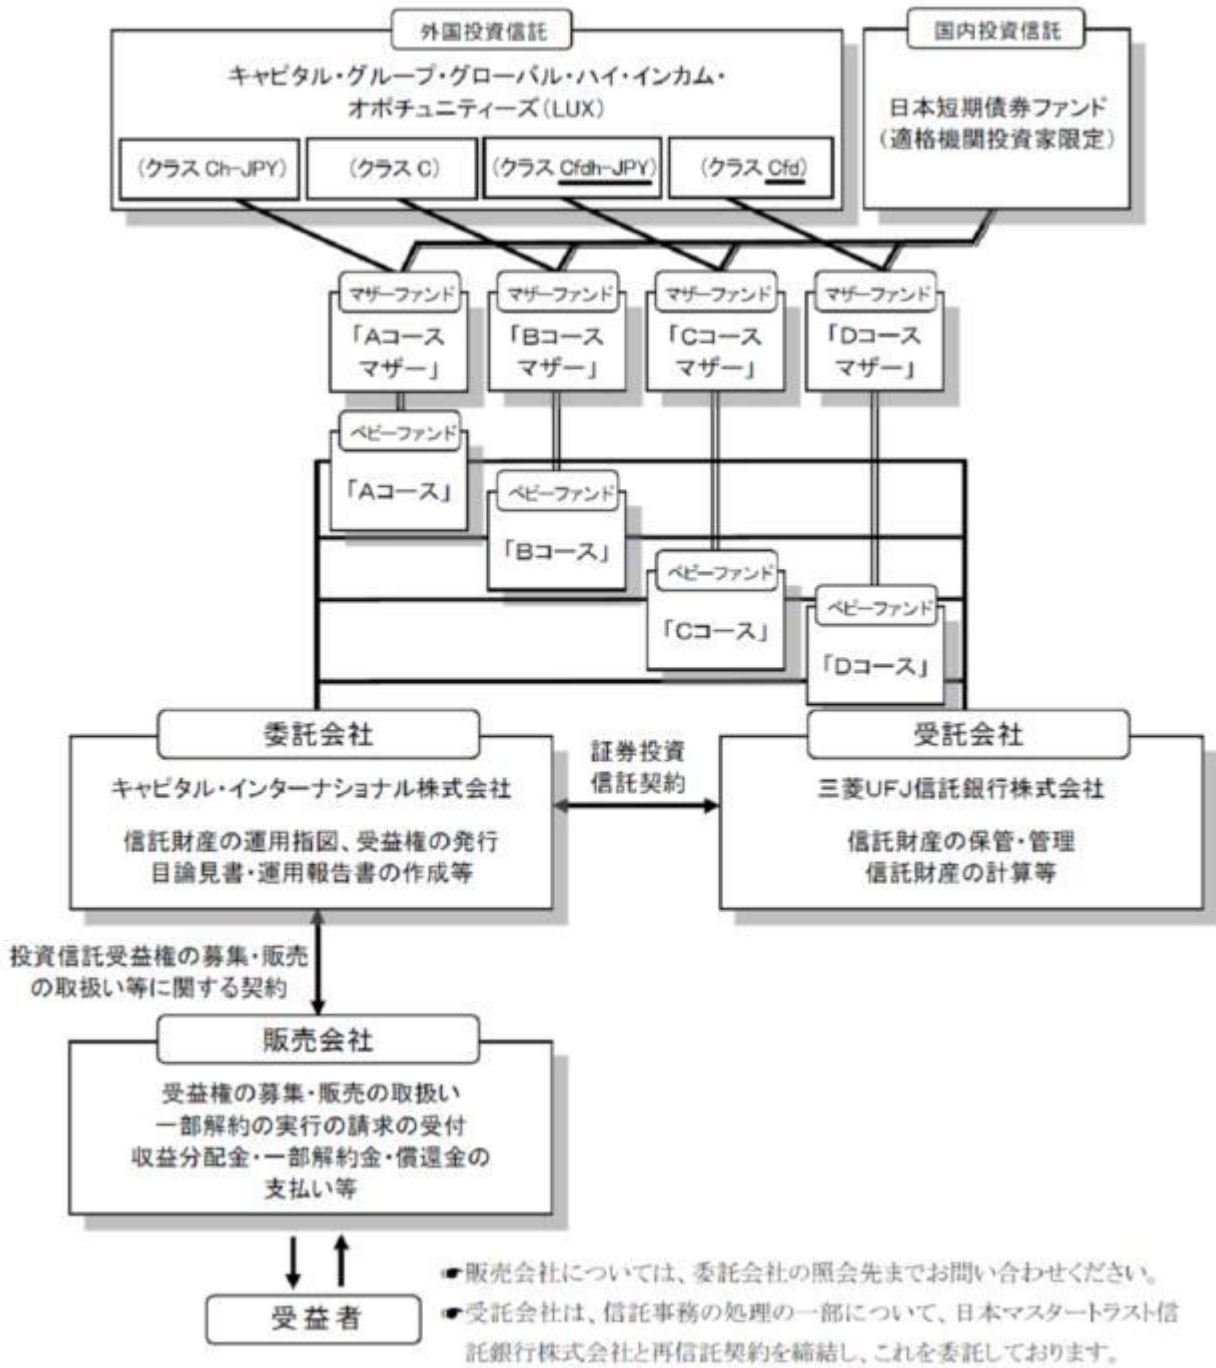 外国投資信託
キャピタル・グループ・グローバル・ハイ・インカム・
オポチュニティーズ(LUX)
(クラス Ch-JPY)
(クラス C)
(クラス Cfdh-JPY)
(クラス Cfd)
国内投資信託
日本短期債券ファンド
(適格機関投資家限定)
マザーファンド
「Aコース
マザー」
マザーファンド
「Bコース
マザー」
マザーファンド
「Cコース
マザー」
マザーファンド
「Dコース
マザー」
ベビーファンド
「Aコース」
ベビーファンド
「Bコース」
ベビーファンド
「Cコース」
ベビーファンド
「Dコース」
委託会社
キャピタル・インターナショナル株式会社
信託財産の運用指図、受益権の発行
目論見書・運用報告書の作成等
証券投資
信託契約
受託会社
三菱UFJ信託銀行株式会社
信託財産の保管・管理
信託財産の計算等
投資信託受益権の募集・販売
の取扱い等に関する契約
販売会社
受益権の募集・販売の取扱い
一部解約の実行の請求の受付
収益分配金・一部解約金・償還金の
支払い等
受益者
☛販売会社については、委託会社の照会先までお問い合わせください。
☛受託会社は、信託事務の処理の一部について、日本マスタートラスト信
託銀行株式会社と再信託契約を締結し、これを委託しております。